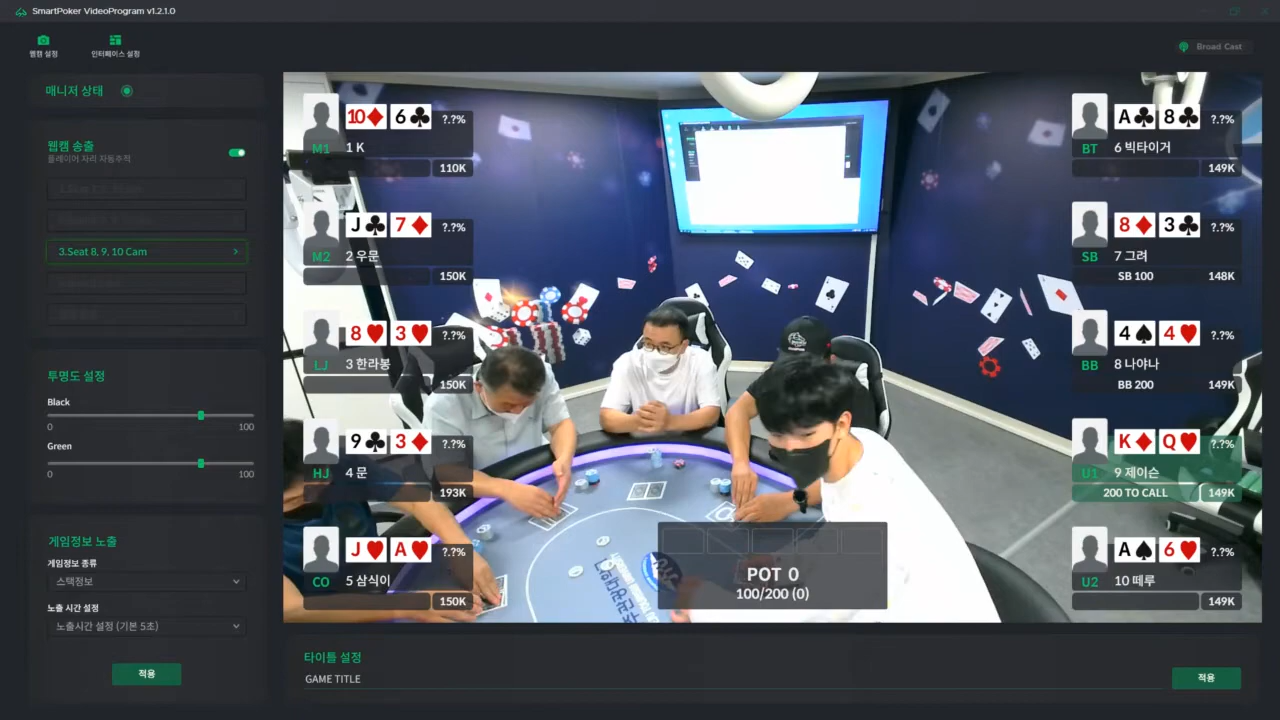 SmartPoker VideoProgram v1.2.1.0
웹캠 설정
인터페이스 설정
Broad Cast
매니저 상태
웹캠 송출
플레이어 자리 자동추적
3.Seat 8, 9, 10 Cam
투명도 설정
Black
0 100
Green
0 100
게임정보 노출
게임정보 종류
스택정보
노출 시간 설정
노출시간 설정 (기본 5초)
적용
10 6 ?.?%
M1 1 K
110K
J 7 ?.?%
M2 2 우문
150K
8 3 ?.?%
LJ 3 한라봉
150K
9 3 ?.?%
HJ 4 문
193K
J A ?.?%
CO 5 삼식이
150K
A 8 ?.?%
BT 6 빅타이거
149K
8 3 ?.?%
SB 7 그려
SB 100 148K
4 4 ?.?%
BB 8 나야나
BB 200 149K
K Q ?.?%
U1 9 제이슨
200 TO CALL 149K
A 6 ?.?%
U2 10 떼루
149K
POT 0
100/200 (0)
타이틀 설정
GAME TITLE
적용